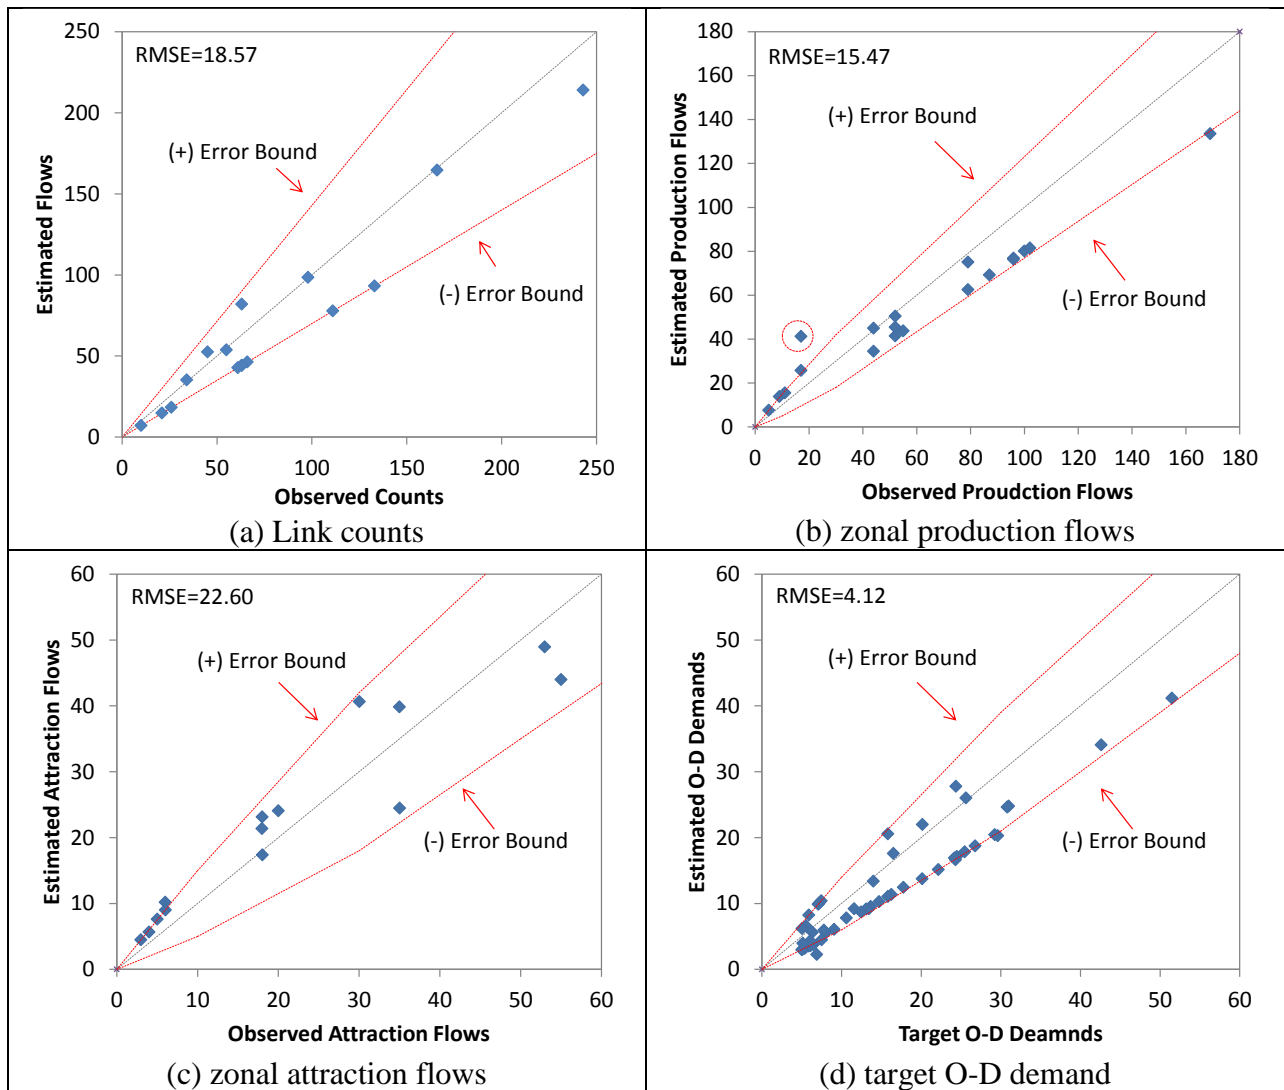 RMSE=18.57
250
200
150
100
50
0
(+) Error Bound
(-) Error Bound
Estimated Flows
0 50 100 150 200 250
Observed Counts
(a) Link counts
RMSE=15.47
180
160
140
120
100
80
60
40
20
0
(+) Error Bound
(-) Error Bound
Estimated Production Flows
0 20 40 60 80 100 120 140 160 180
Observed Proudction Flows
(b) zonal production flows
RMSE=22.60
60
50
40
30
20
10
0
(+) Error Bound
(-) Error Bound
Estimated Attraction Flows
0 10 20 30 40 50 60
Observed Attraction Flows
(c) zonal attraction flows
RMSE=4.12
60
50
40
30
20
10
0
(+) Error Bound
(-) Error Bound
Estimated O-D Demands
0 10 20 30 40 50 60
Target O-D Deamnds
(d) target O-D demand